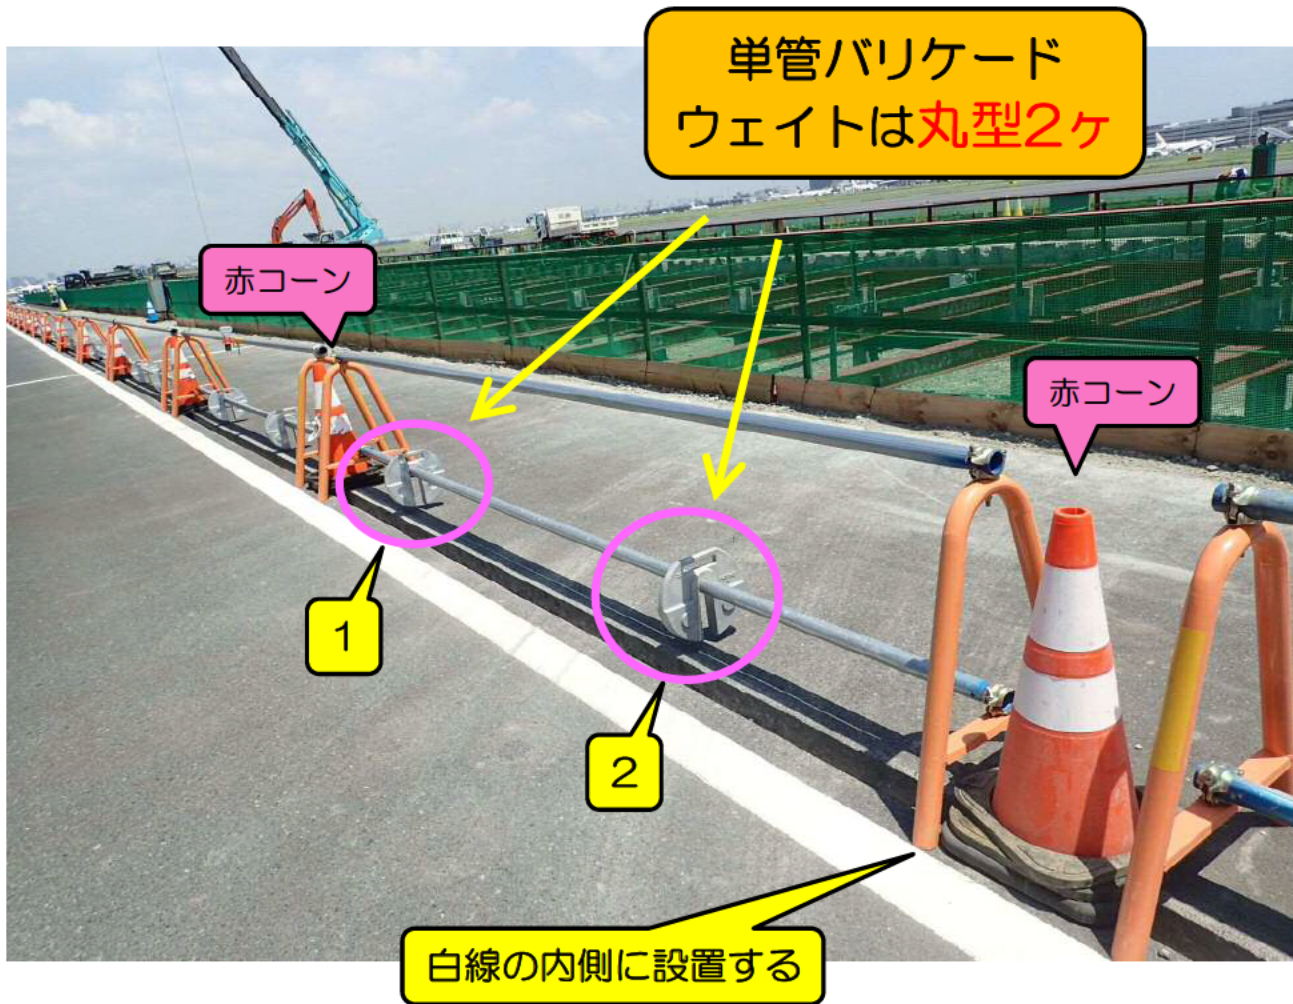 単管バリケード
ウェイトは丸型2ヶ
赤コーン
赤コーン
1
2
白線の内側に設置する